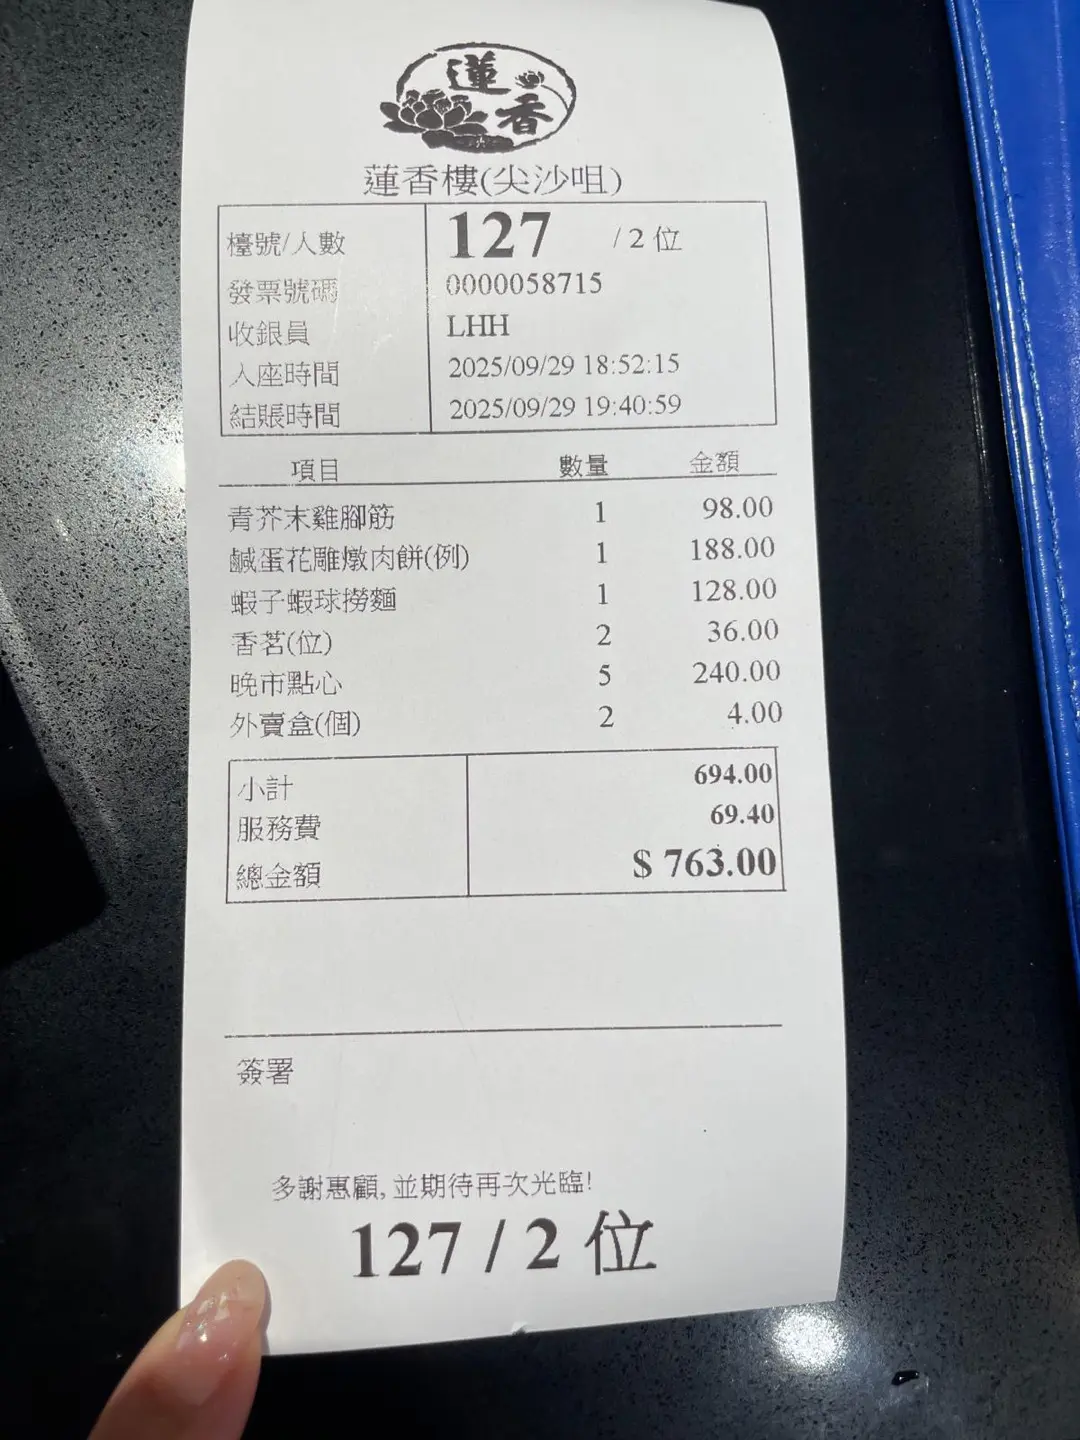 蓮香
蓮香樓(尖沙咀)
檯號/人數 127 / 2 位
發票號碼 0000058715
收銀員 LHH
入座時間 2025/09/29 18:52:15
結賬時間 2025/09/29 19:40:59
項目 數量 金額
青芥末雞腳筋 1 98.00
鹹蛋花雕燉肉餅(例) 1 188.00
蝦子蝦球撈麵 1 128.00
香茗(位) 2 36.00
晚市點心 5 240.00
外賣盒(個) 2 4.00
小計 694.00
服務費 69.40
總金額 $ 763.00
簽署
多謝惠顧, 並期待再次光臨!
127 / 2 位